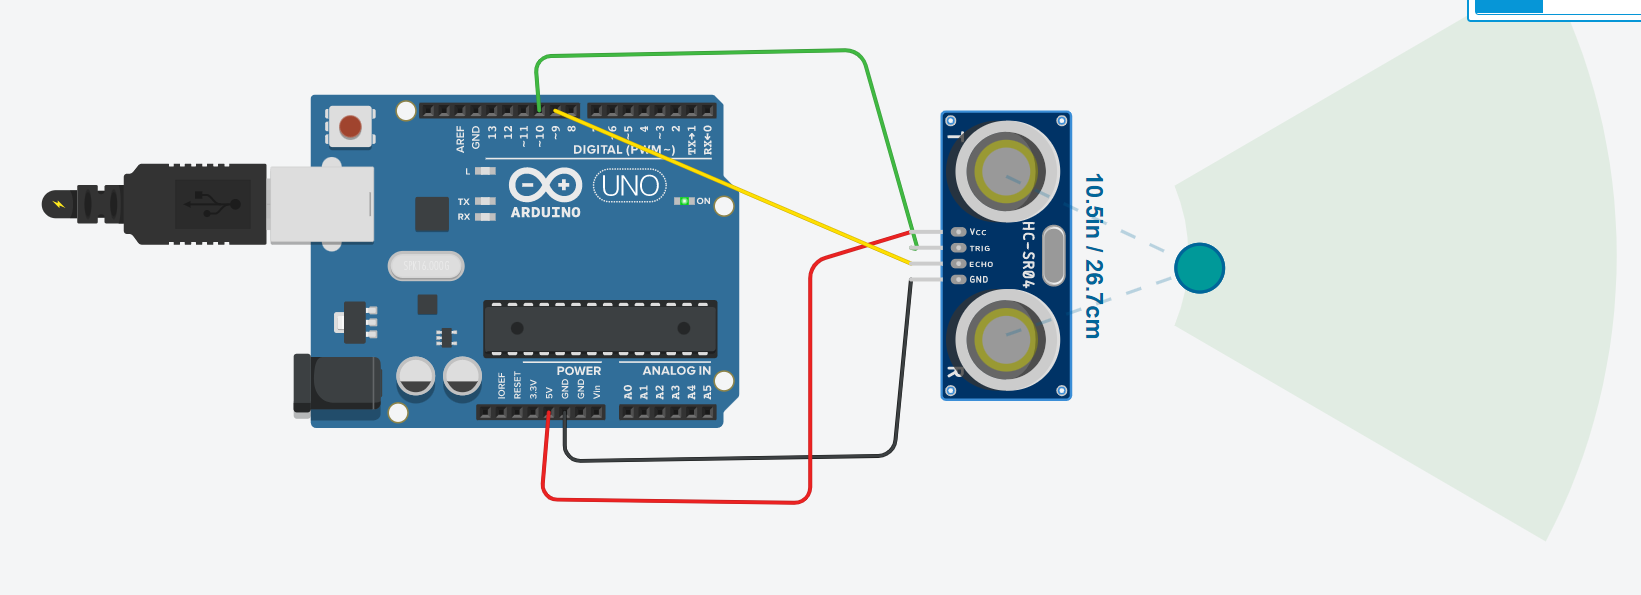 AREF
GND
13
12
~11
~10
~9
8
~6
~5
4
~3
2
TX→1
RX←0
DIGITAL (PWM~)
L
TX
RX
ARDUINO
UNO
ON
IOREF
RESET
3.3V
5V
GND
GND
Vin
POWER
A0
A1
A2
A3
A4
A5
ANALOG IN
T
Vcc
TRIG
ECHO
GND
HC-SR04
R
10.5in / 26.7cm